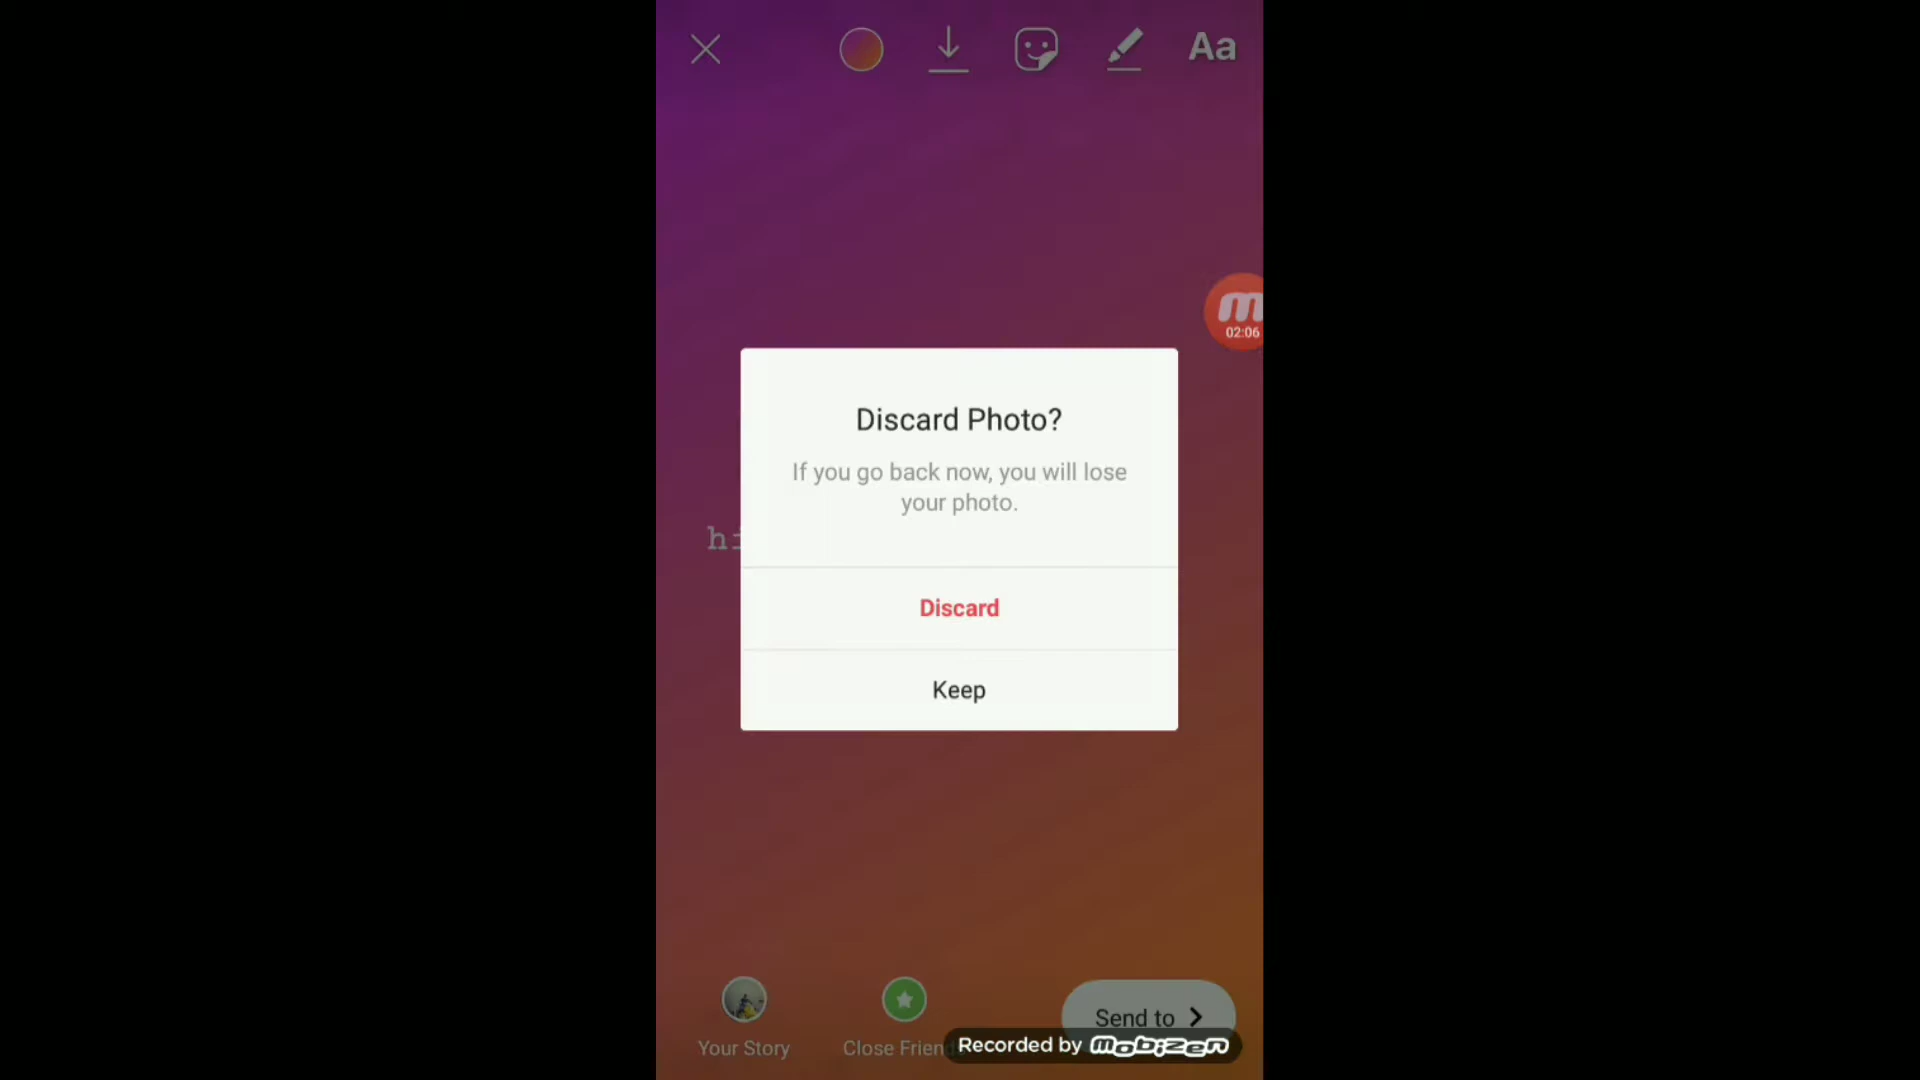 Aa
02:06
Discard Photo?
If you go back now, you will lose
your photo.
hi
Discard
Keep
Send to
Your Story
Close Frien
Recorded by mobizen